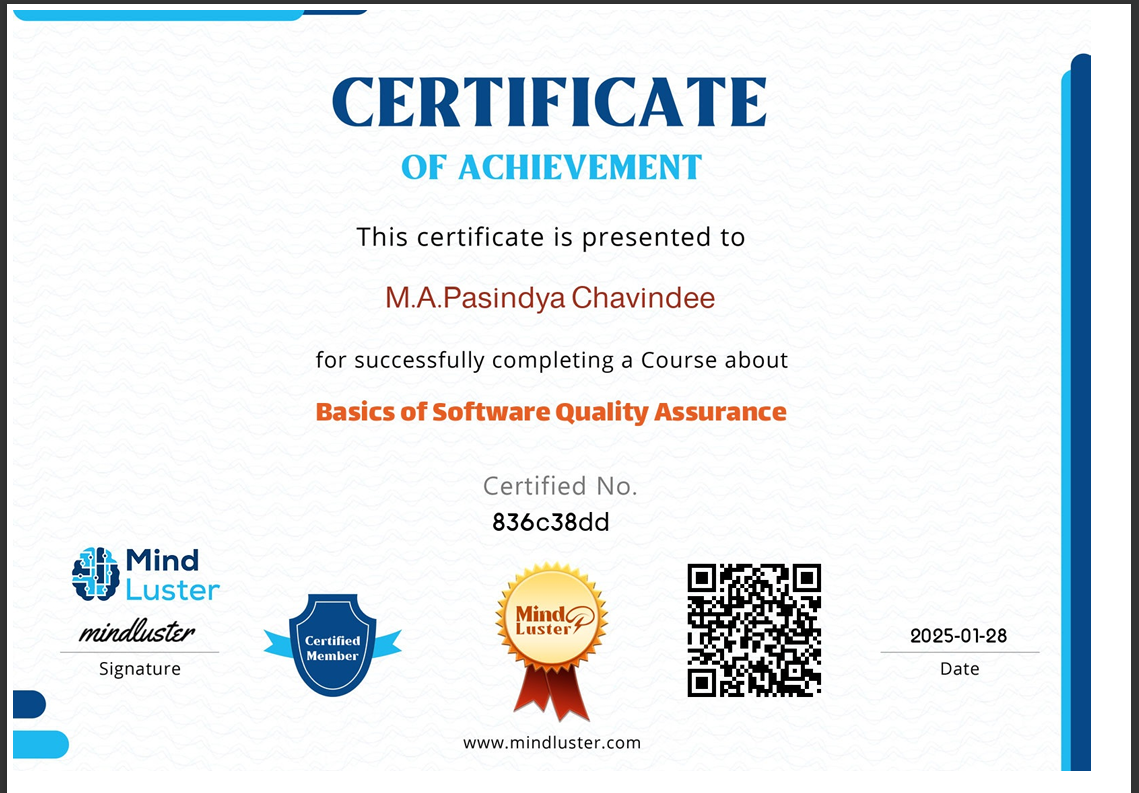 CERTIFICATE
OF ACHIEVEMENT
This certificate is presented to
M.A.Pasindya Chavindee
for successfully completing a Course about
Basics of Software Quality Assurance
Certified No.
836c38dd
Mind
Luster
mindluster
Signature
Certified
Member
Mind
Luster
2025-01-28
Date
www.mindluster.com